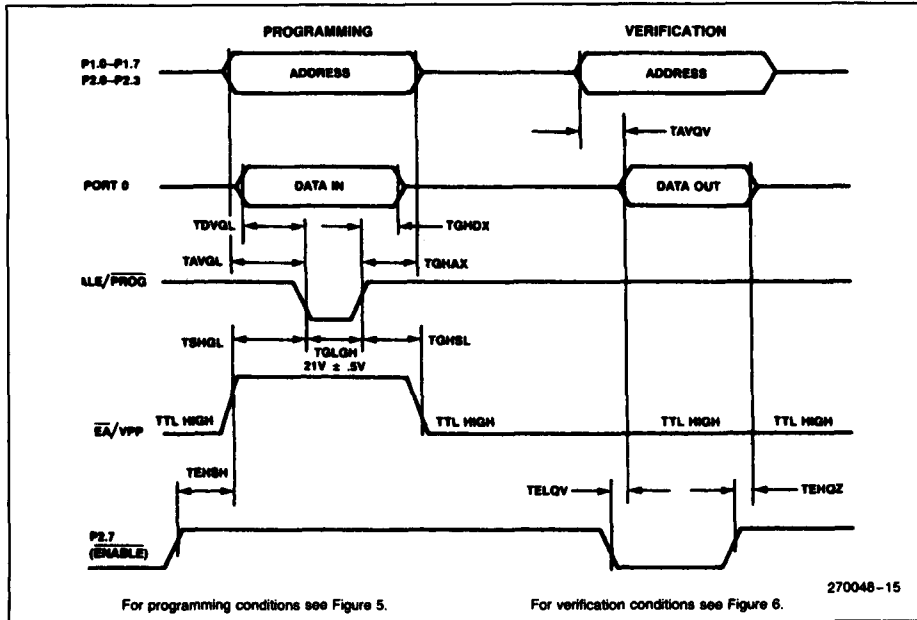 PROGRAMMING VERIFICATION
P1.0–P1.7
P2.0–P2.3
ADDRESS ADDRESS
TAVQV
PORT 0 DATA IN DATA OUT
TDVGL TGHDX
TAVGL TGHAX
ALE/PROG
TSHGL TGLGH TGHSL
21V ± .5V
EA/VPP TTL HIGH TTL HIGH TTL HIGH TTL HIGH
TEHSH TELQV TEHQZ
P2.7
(ENABLE)
270048–15
For programming conditions see Figure 5. For verification conditions see Figure 6.